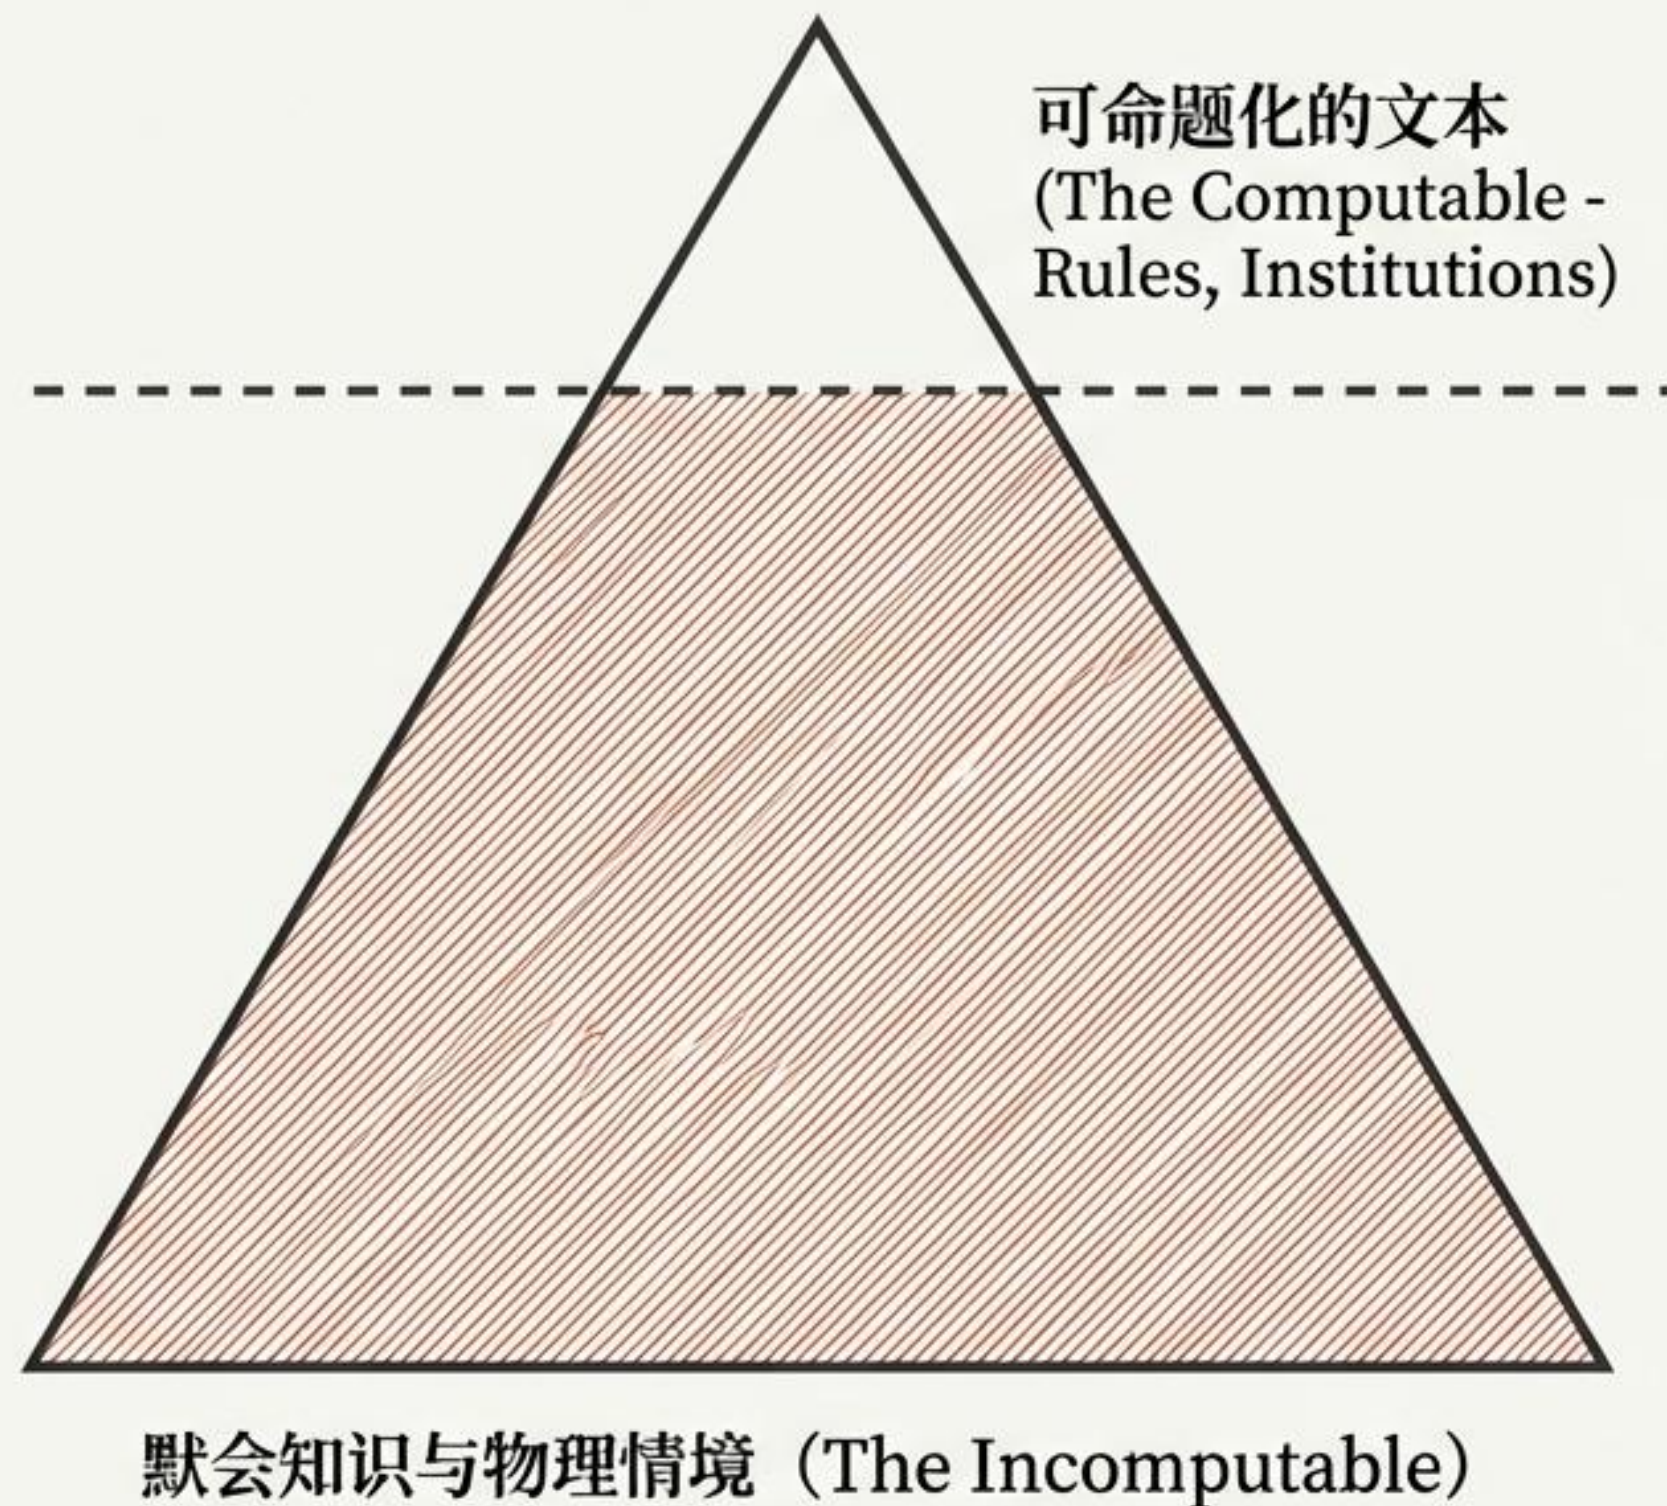 可命题化的文本
(The Computable -
Rules, Institutions)
默会知识与物理情境（The Incomputable）